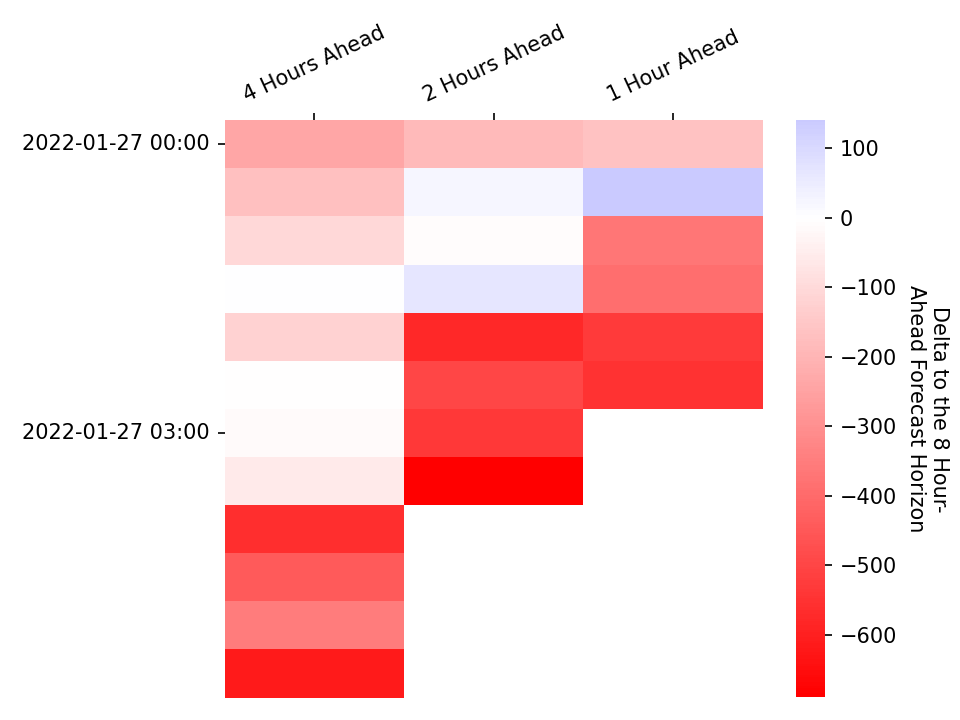 4 Hours Ahead
2 Hours Ahead
1 Hour Ahead
2022-01-27 00:00
2022-01-27 03:00
100
0
−100
−200
−300
−400
−500
−600
Delta to the 8 Hour-
Ahead Forecast Horizon